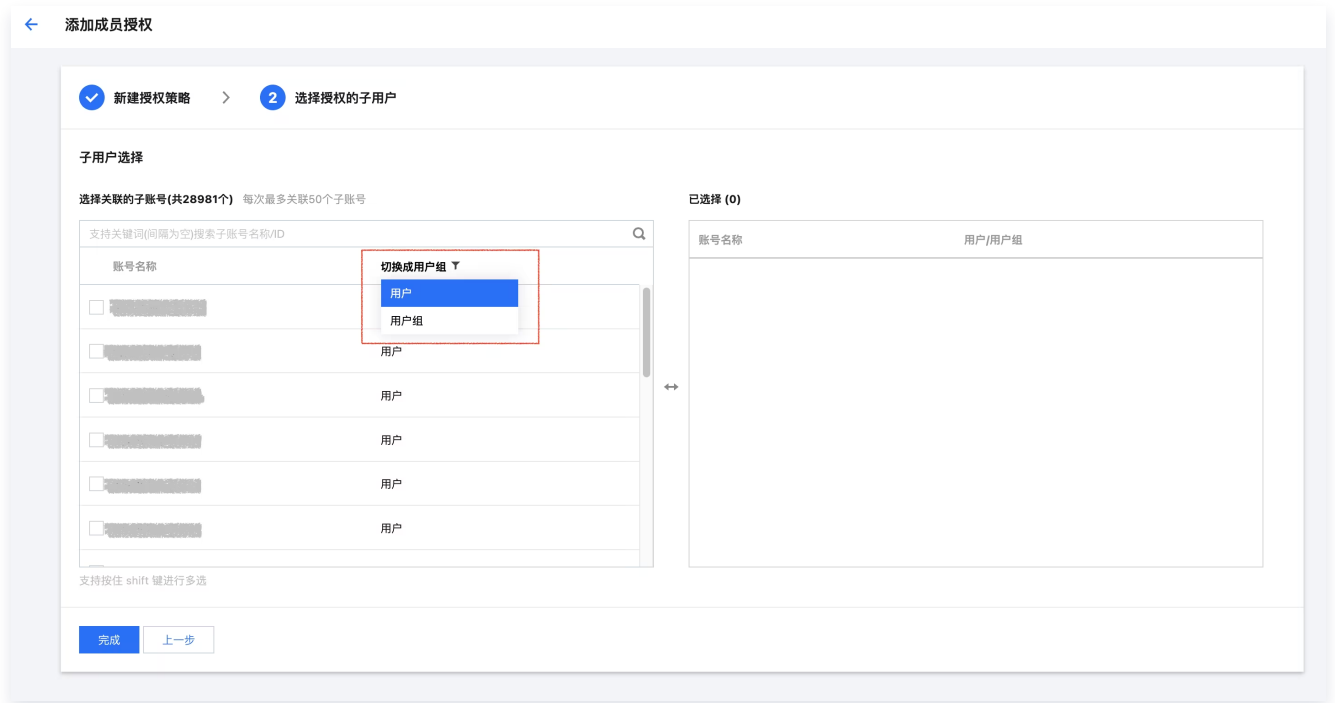 添加成员授权
新建授权策略
2 选择授权的子用户
子用户选择
选择关联的子账号(共28981个) 每次最多关联50个子账号
已选择 (0)
支持关键词(间隔为空)搜索子账号名称/ID
账号名称 切换成用户组
账号名称 用户/用户组
用户
用户组
用户
用户
用户
用户
用户
支持按住 shift 键进行多选
完成 上一步